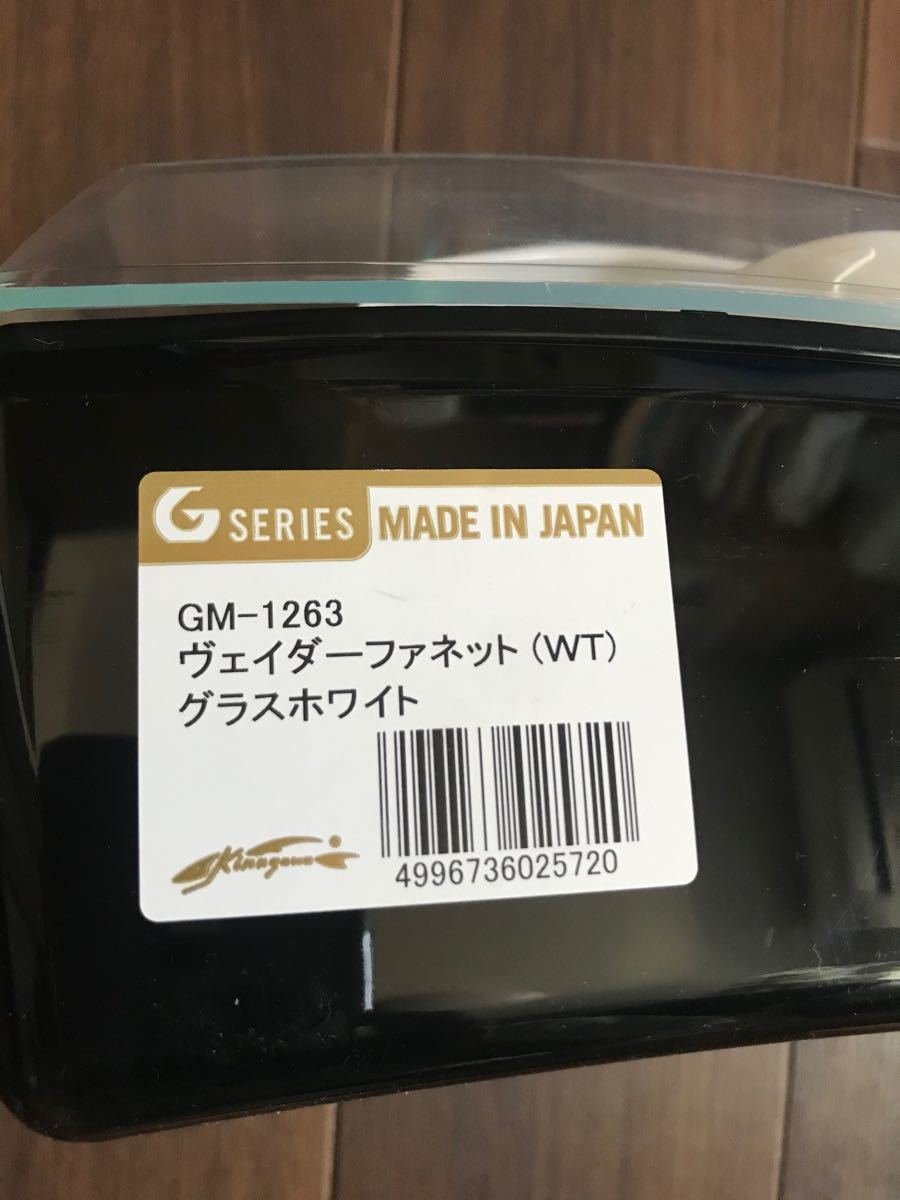 G SERIES MADE IN JAPAN
GM-1263
ヴェイダーファネット(WT)
グラスホワイト
Kinugawa
4996736025720